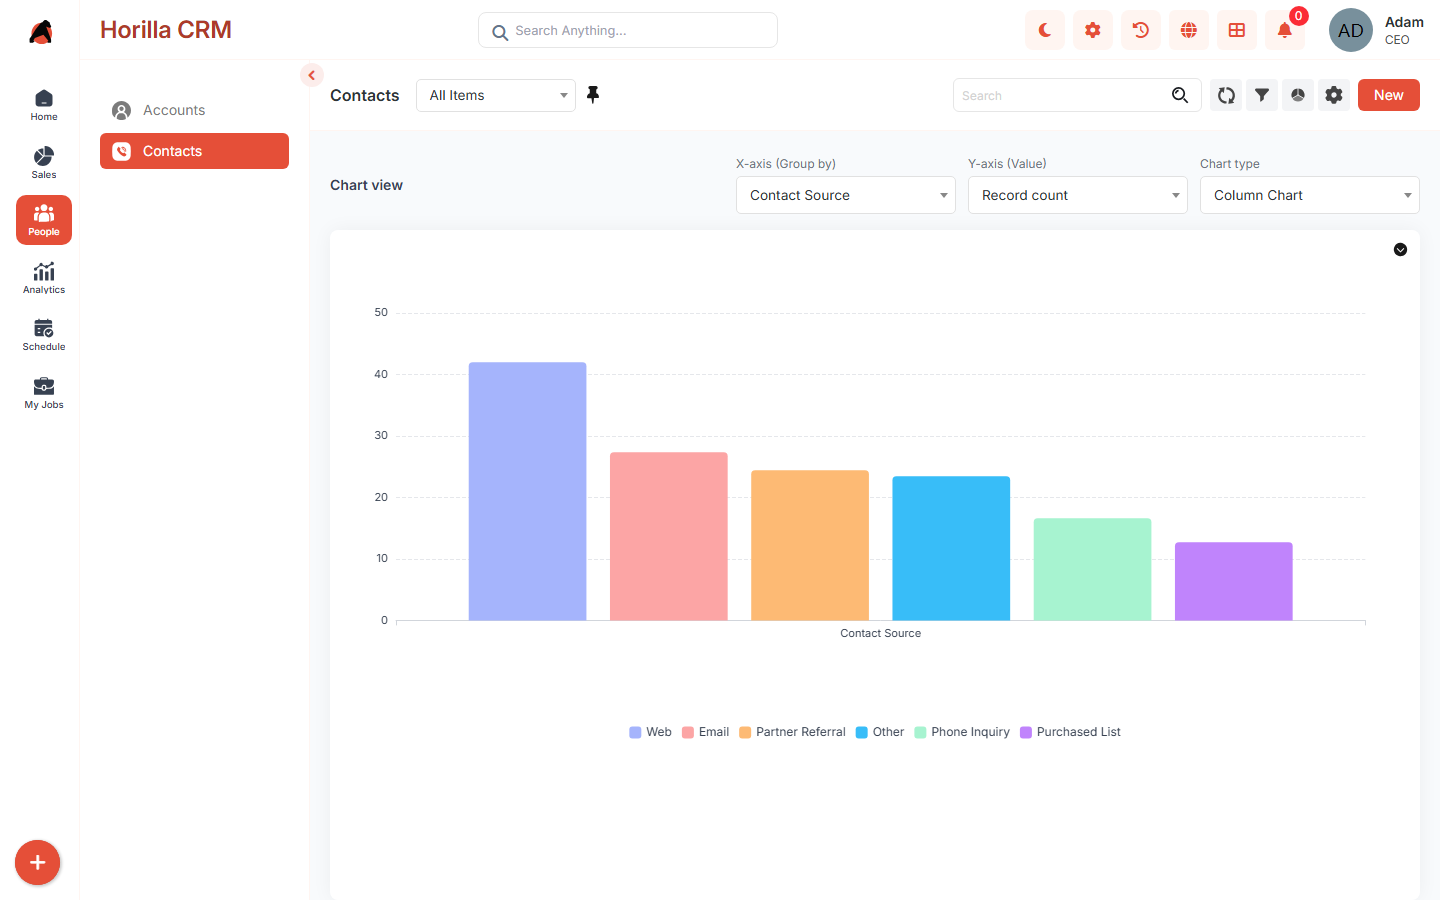 Horilla CRM
Search Anything...
0
AD
Adam
CEO
Home
Sales
People
Analytics
Schedule
My Jobs
Accounts
Contacts
Contacts
All Items
Search
New
Chart view
X-axis (Group by)
Contact Source
Y-axis (Value)
Record count
Chart type
Column Chart
50
40
30
20
10
0
Contact Source
Web
Email
Partner Referral
Other
Phone Inquiry
Purchased List